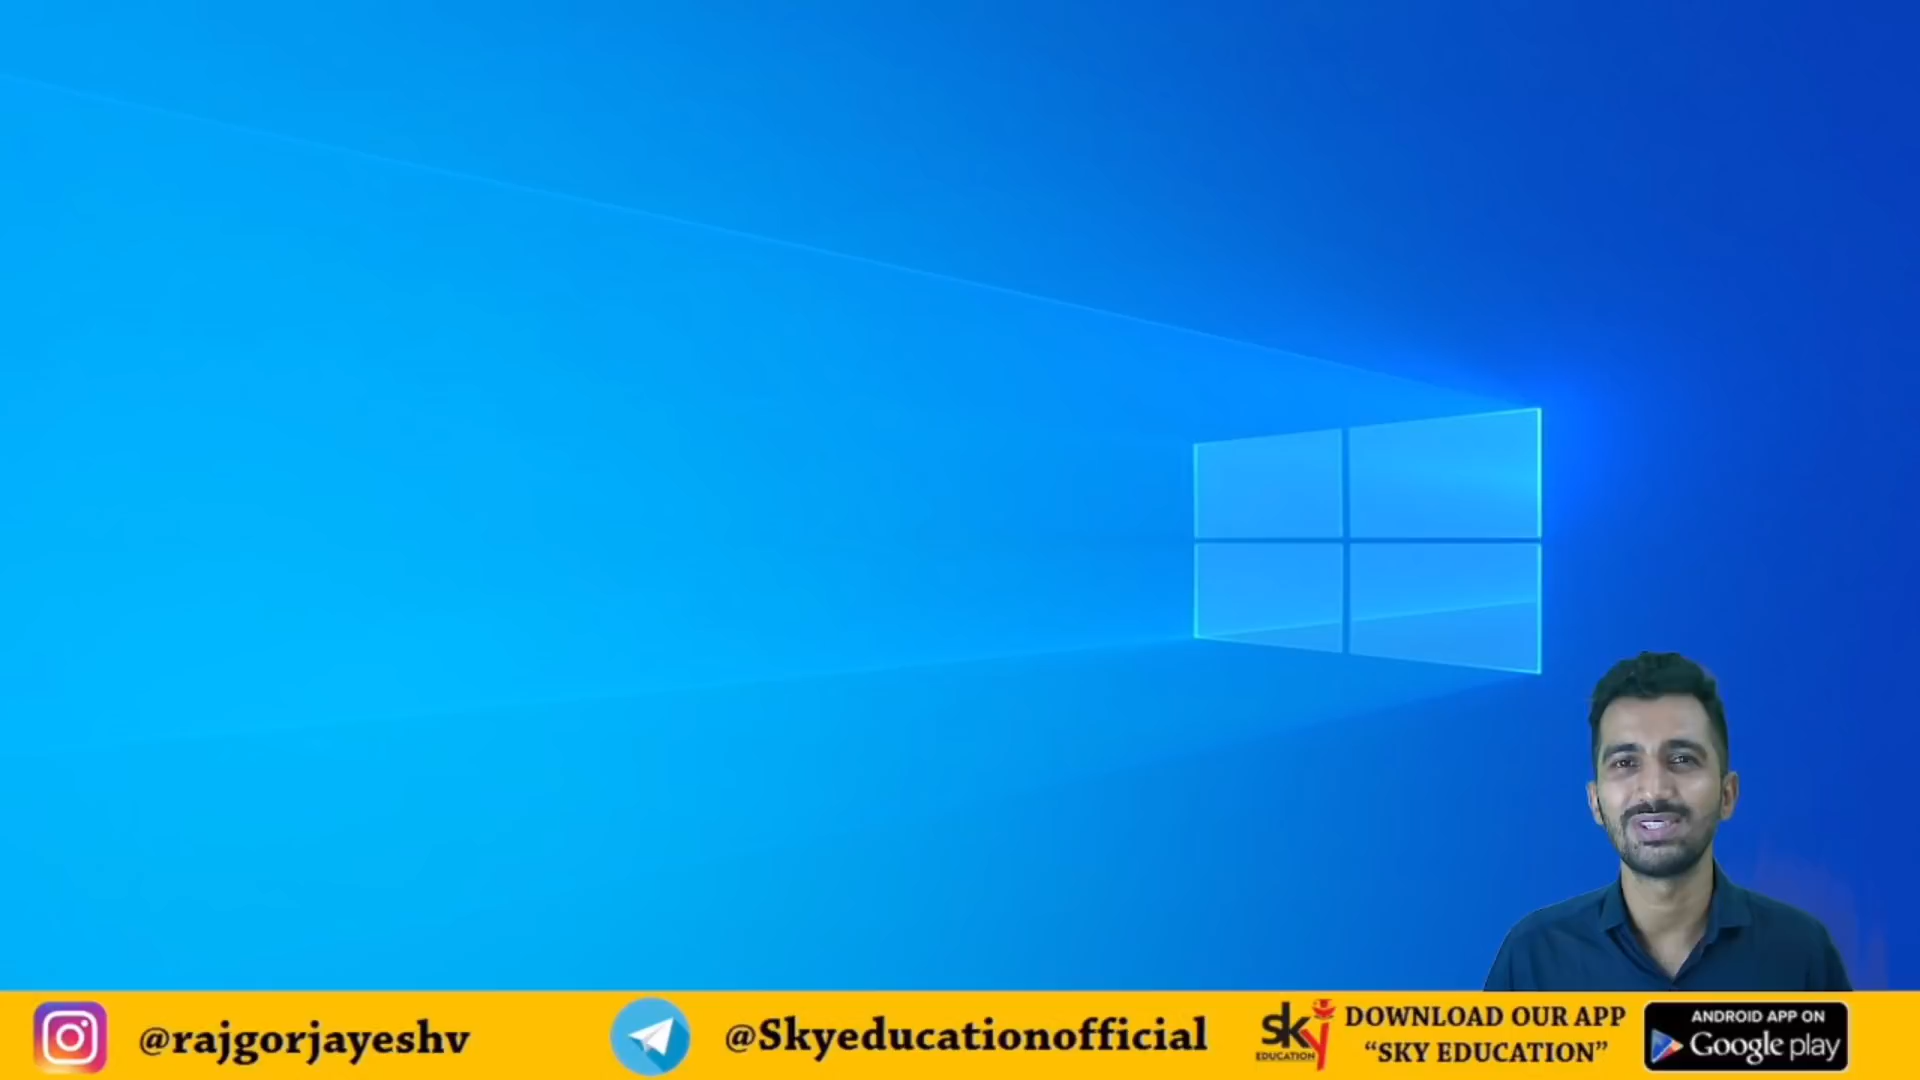 @rajgorjayeshv
@Skyeducationofficial
sky
EDUCATION
DOWNLOAD OUR APP
“SKY EDUCATION”
ANDROID APP ON
Google play